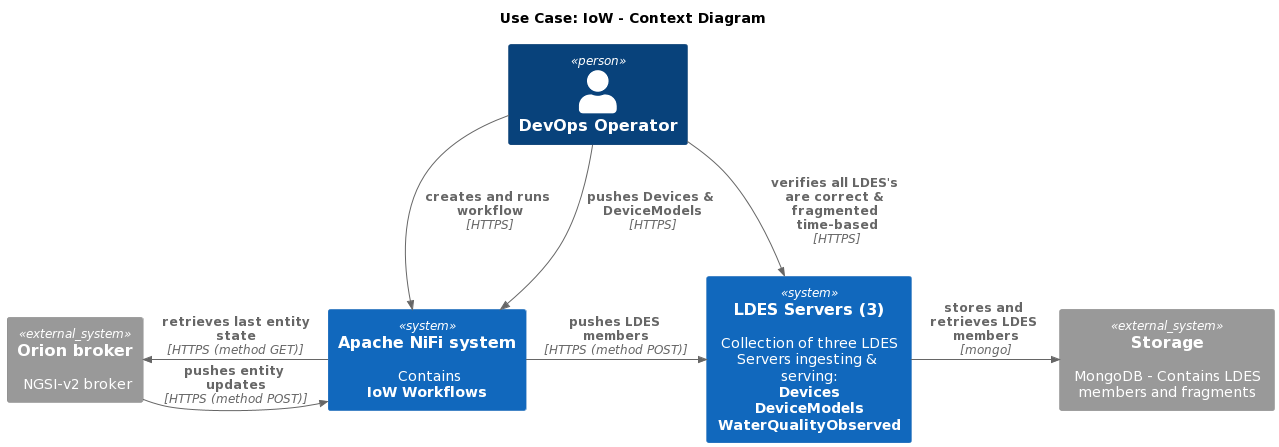 Use Case: IoW - Context Diagram
«person»
DevOps Operator
creates and runs
workflow
[HTTPS]
pushes Devices &
DeviceModels
[HTTPS]
verifies all LDES's
are correct &
fragmented
time-based
[HTTPS]
«external_system»
Orion broker
NGSI-v2 broker
retrieves last entity
state
[HTTPS (method GET)]
pushes entity
updates
[HTTPS (method POST)]
«system»
Apache NiFi system
Contains
IoW Workflows
pushes LDES
members
[HTTPS (method POST)]
«system»
LDES Servers (3)
Collection of three LDES
Servers ingesting &
serving:
Devices
DeviceModels
WaterQualityObserved
stores and
retrieves LDES
members
[mongo]
«external_system»
Storage
MongoDB - Contains LDES
members and fragments